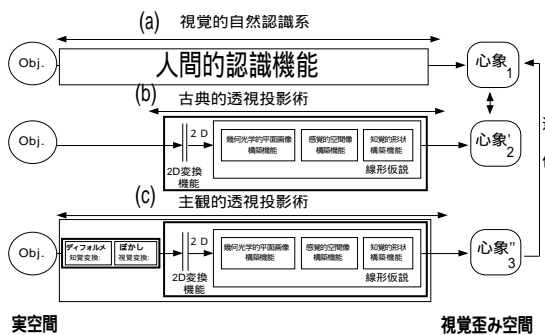 (a) 視覚的自然認識系
Obj.
人間的認識機能
心象1
(b) 古典的透視投影術
Obj.
2D
幾何光学的平面画像
構築機能
感覚的空間像
構築機能
知覚的形状
構築機能
2D変換
機能
線形仮説
心象'2
(c) 主観的透視投影術
Obj.
ディフォルメ
知覚変換:
ぼかし
視覚変換:
2D
幾何光学的平面画像
構築機能
感覚的空間像
構築機能
知覚的形状
構築機能
2D変換
機能
線形仮説
心象''3
実空間
視覚歪み空間